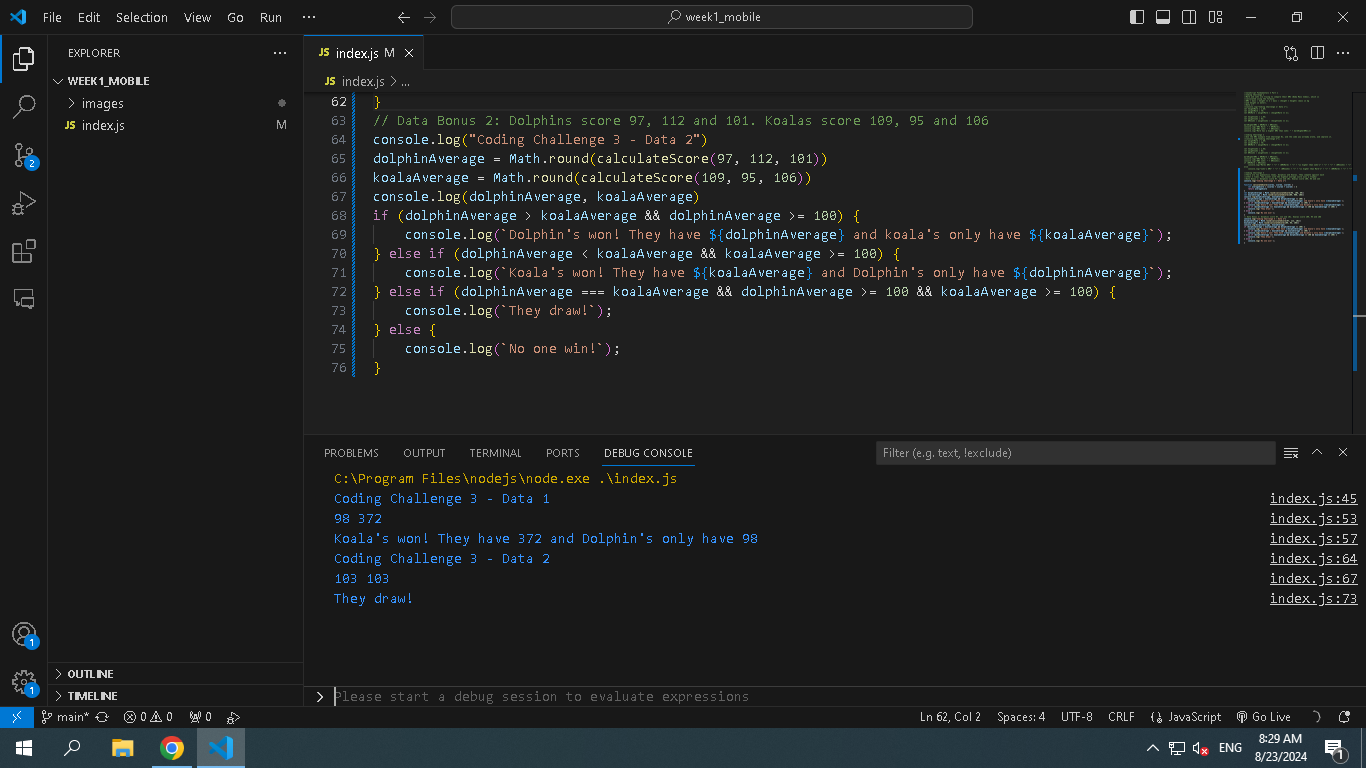 File Edit Selection View Go Run ··· week1_mobile
EXPLORER
WEEK1_MOBILE
images
JS index.js M
JS index.js M
JS index.js > ...
62 }
63 // Data Bonus 2: Dolphins score 97, 112 and 101. Koalas score 109, 95 and 106
64 console.log("Coding Challenge 3 - Data 2")
65 dolphinAverage = Math.round(calculateScore(97, 112, 101))
66 koalaAverage = Math.round(calculateScore(109, 95, 106))
67 console.log(dolphinAverage, koalaAverage)
68 if (dolphinAverage > koalaAverage && dolphinAverage >= 100) {
69 console.log(`Dolphin's won! They have ${dolphinAverage} and koala's only have ${koalaAverage}`);
70 } else if (dolphinAverage < koalaAverage && koalaAverage >= 100) {
71 console.log(`Koala's won! They have ${koalaAverage} and Dolphin's only have ${dolphinAverage}`);
72 } else if (dolphinAverage === koalaAverage && dolphinAverage >= 100 && koalaAverage >= 100) {
73 console.log(`They draw!`);
74 } else {
75 console.log(`No one win!`);
76 }
PROBLEMS OUTPUT TERMINAL PORTS DEBUG CONSOLE Filter (e.g. text, !exclude)
C:\Program Files\nodejs\node.exe .\index.js
Coding Challenge 3 - Data 1 index.js:45
98 372 index.js:53
Koala's won! They have 372 and Dolphin's only have 98 index.js:57
Coding Challenge 3 - Data 2 index.js:64
103 103 index.js:67
They draw! index.js:73
Please start a debug session to evaluate expressions
2
1
1
OUTLINE
TIMELINE
main* 0 0 0 Ln 62, Col 2 Spaces: 4 UTF-8 CRLF JavaScript Go Live
ENG 8:29 AM
8/23/2024 1